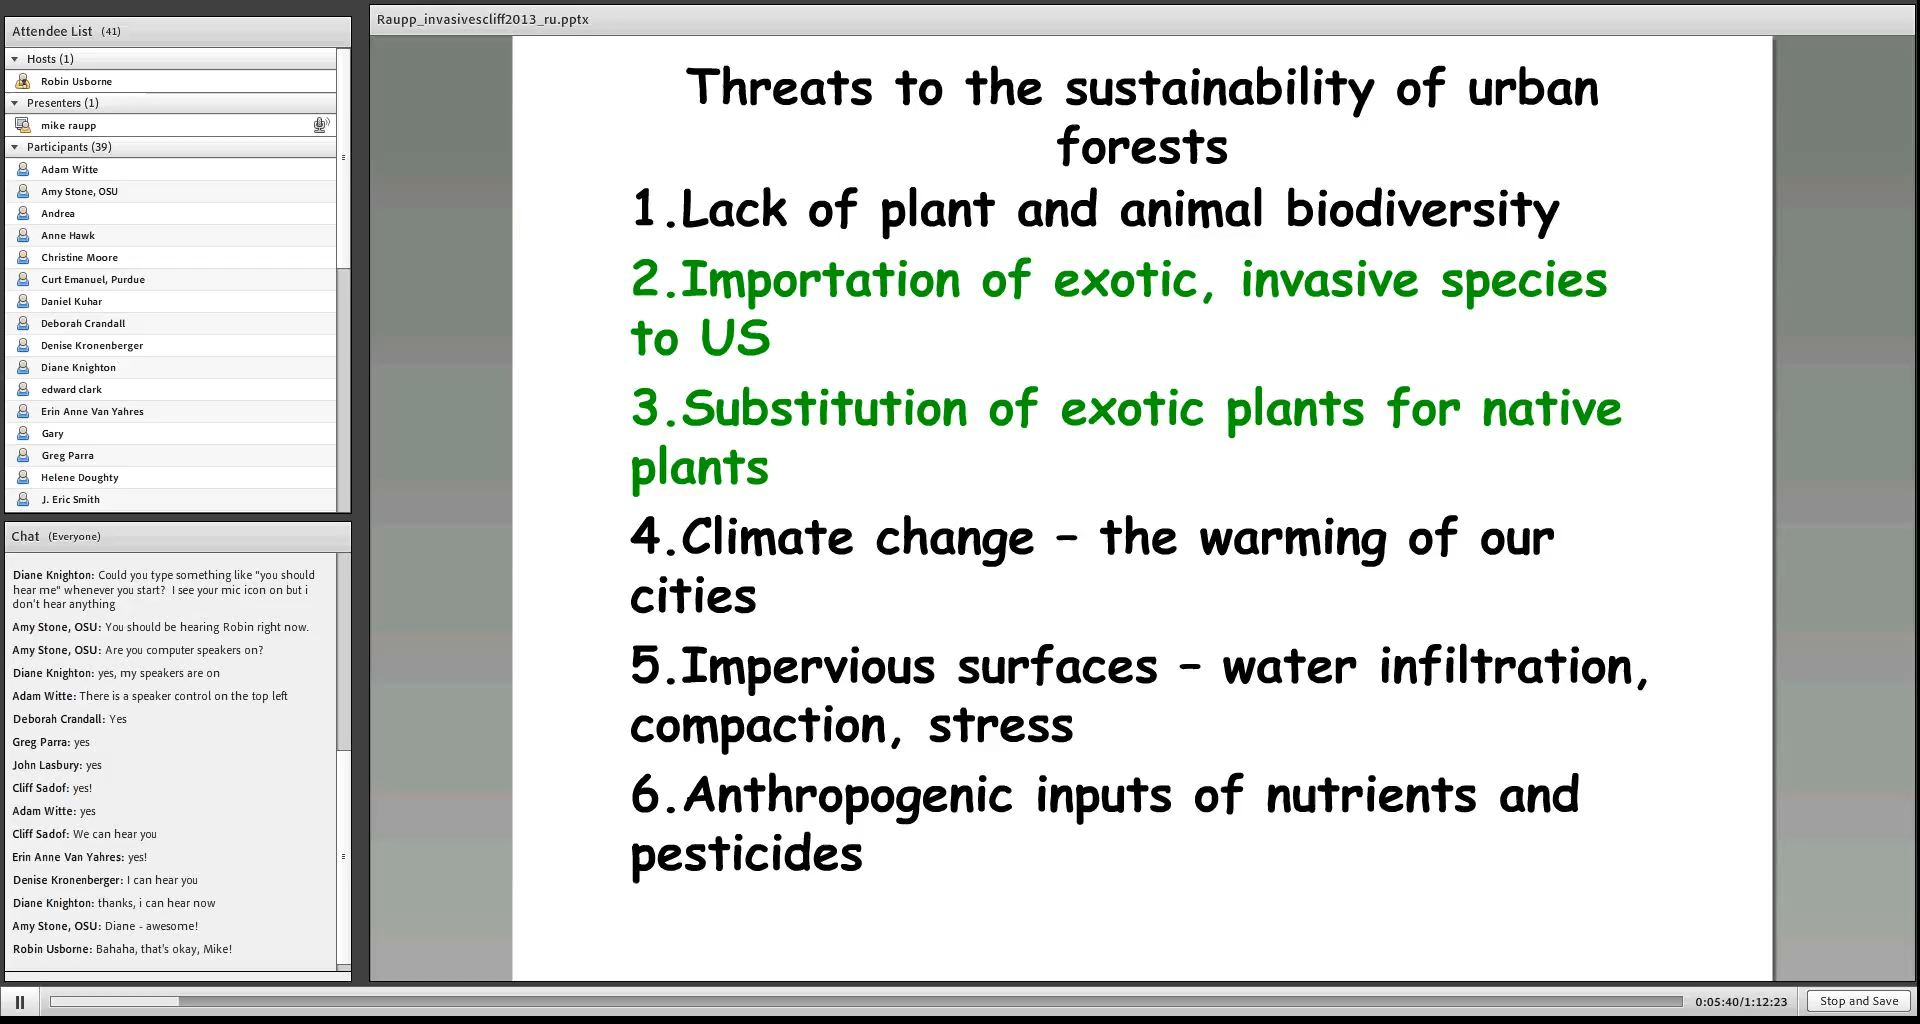 Attendee List (41)
Hosts (1)
Robin Usborne
Presenters (1)
mike raupp
Participants (39)
Adam Witte
Amy Stone, OSU
Andrea
Anne Hawk
Christine Moore
Curt Emanuel, Purdue
Daniel Kuhar
Deborah Crandall
Denise Kronenberger
Diane Knighton
edward clark
Erin Anne Van Yahres
Gary
Greg Parra
Helene Doughty
J. Eric Smith
Chat (Everyone)
Diane Knighton: Could you type something like "you should
hear me" whenever you start? I see your mic icon on but i
don't hear anything
Amy Stone, OSU: You should be hearing Robin right now.
Amy Stone, OSU: Are you computer speakers on?
Diane Knighton: yes, my speakers are on
Adam Witte: There is a speaker control on the top left
Deborah Crandall: Yes
Greg Parra: yes
John Lasbury: yes
Cliff Sadof: yes!
Adam Witte: yes
Cliff Sadof: We can hear you
Erin Anne Van Yahres: yes!
Denise Kronenberger: I can hear you
Diane Knighton: thanks, i can hear now
Amy Stone, OSU: Diane - awesome!
Robin Usborne: Bahaha, that's okay, Mike!
Raupp_invasivescliff2013_ru.pptx
Threats to the sustainability of urban
forests
1.Lack of plant and animal biodiversity
2.Importation of exotic, invasive species
to US
3.Substitution of exotic plants for native
plants
4.Climate change – the warming of our
cities
5.Impervious surfaces – water infiltration,
compaction, stress
6.Anthropogenic inputs of nutrients and
pesticides
0:05:40/1:12:23
Stop and Save